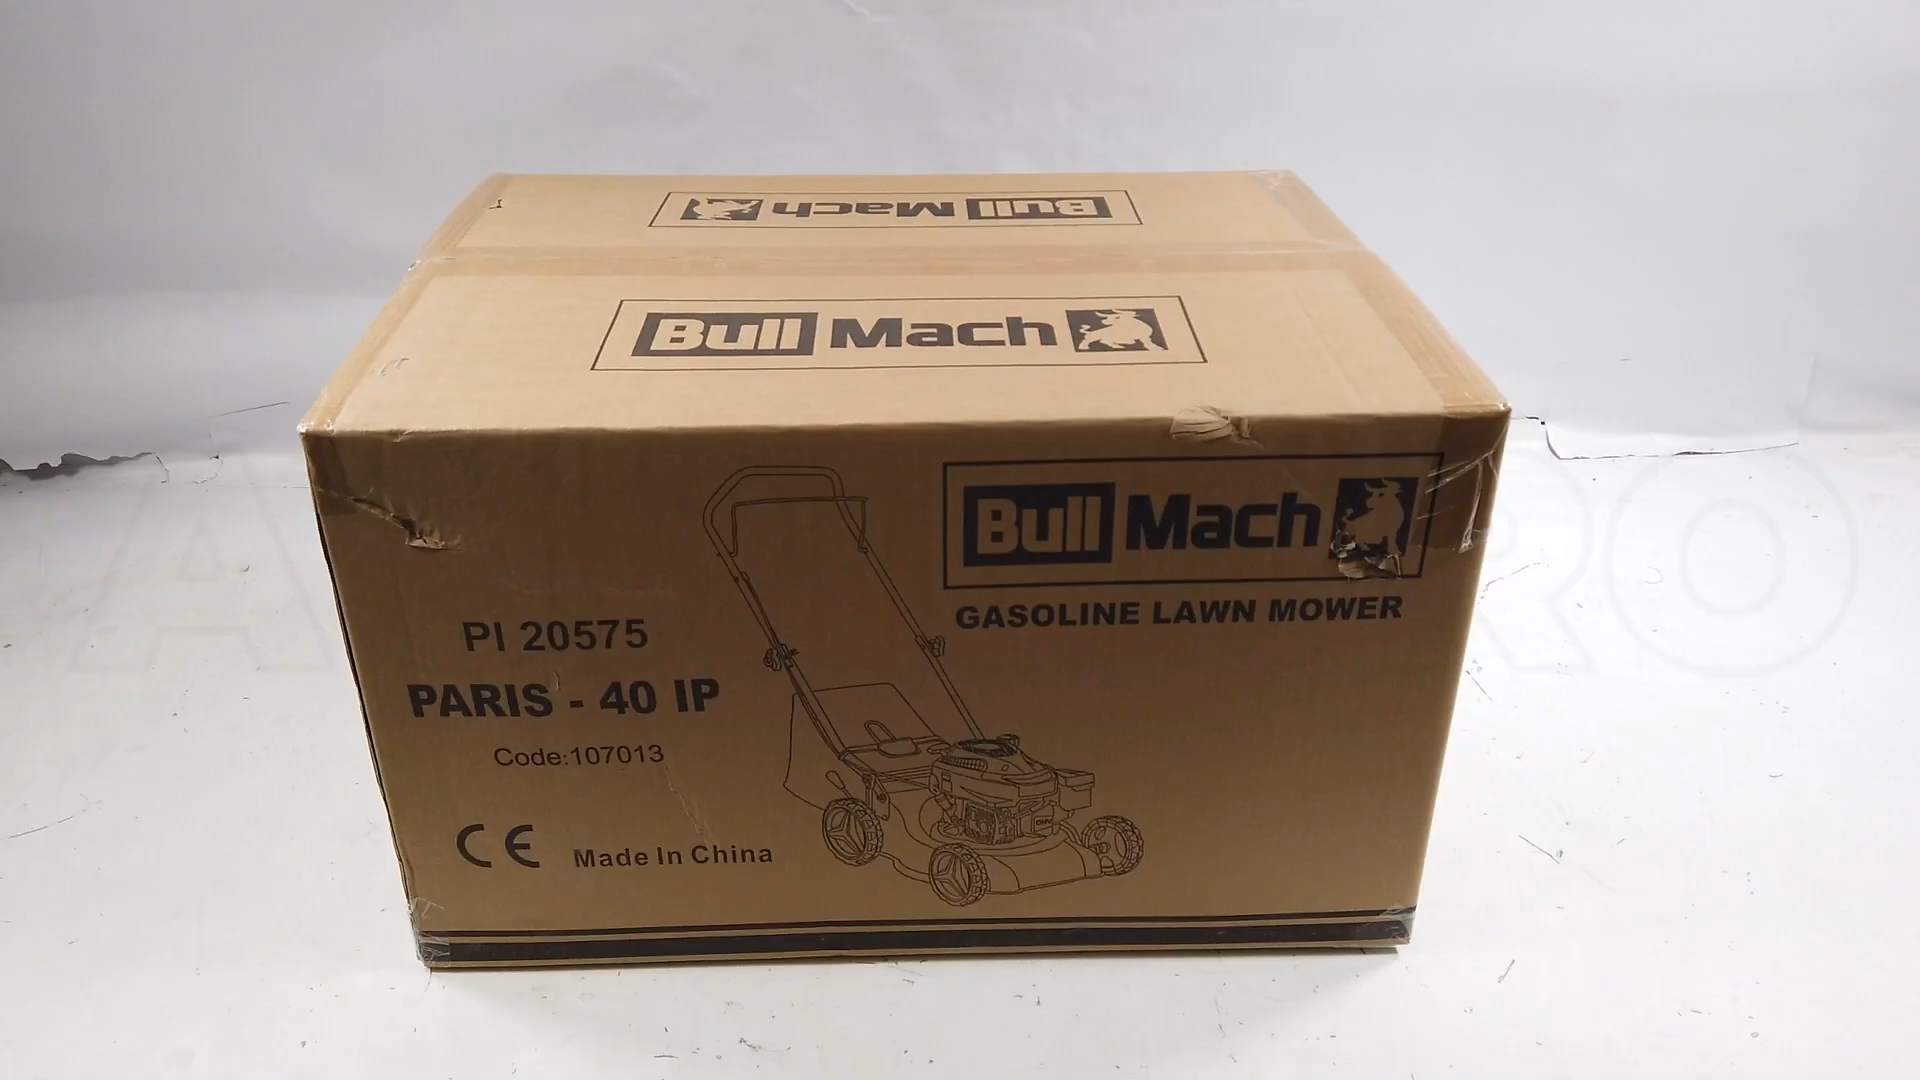 Bull Mach
Bull Mach
Bull Mach
GASOLINE LAWN MOWER
PI 20575
PARIS - 40 IP
Code:107013
CE Made In China
OHV